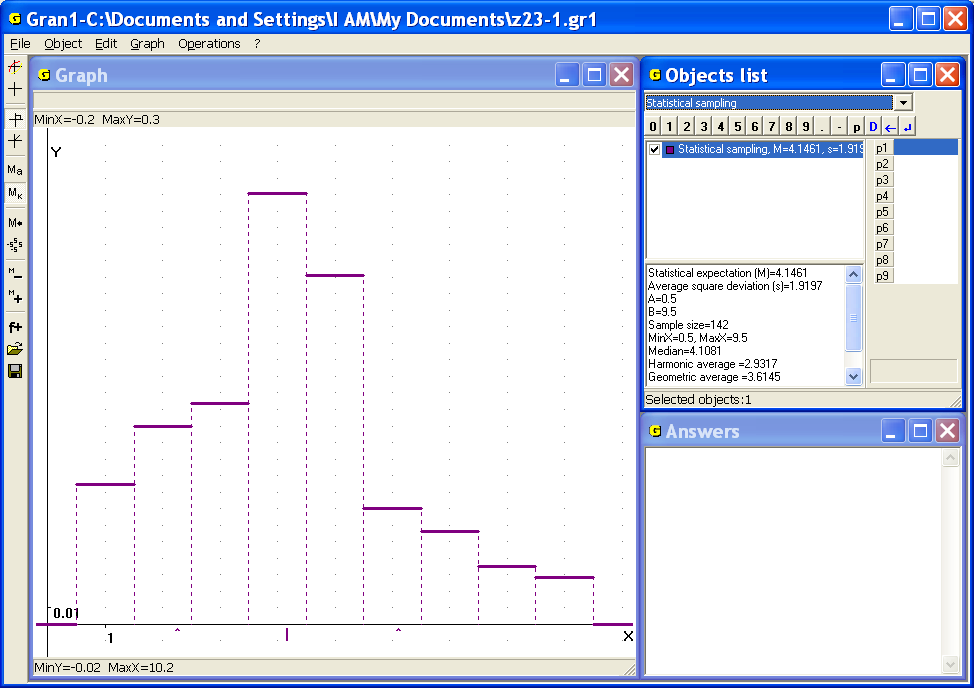 Gran1-C:\Documents and Settings\I AM\My Documents\z23-1.gr1
File Object Edit Graph Operations ?
Graph
MinX=-0.2 MaxY=0.3
Y
0.01
1
X
MinY=-0.02 MaxX=10.2
Ma
Mк
M
M
M
f+
Objects list
Statistical sampling
0 1 2 3 4 5 6 7 8 9 . - p D
Statistical sampling, M=4.1461, s=1.919
p1
p2
p3
p4
p5
p6
p7
p8
p9
Statistical expectation (M)=4.1461
Average square deviation (s)=1.9197
A=0.5
B=9.5
Sample size=142
MinX=0.5, MaxX=9.5
Median=4.1081
Harmonic average =2.9317
Geometric average =3.6145
Selected objects:1
Answers